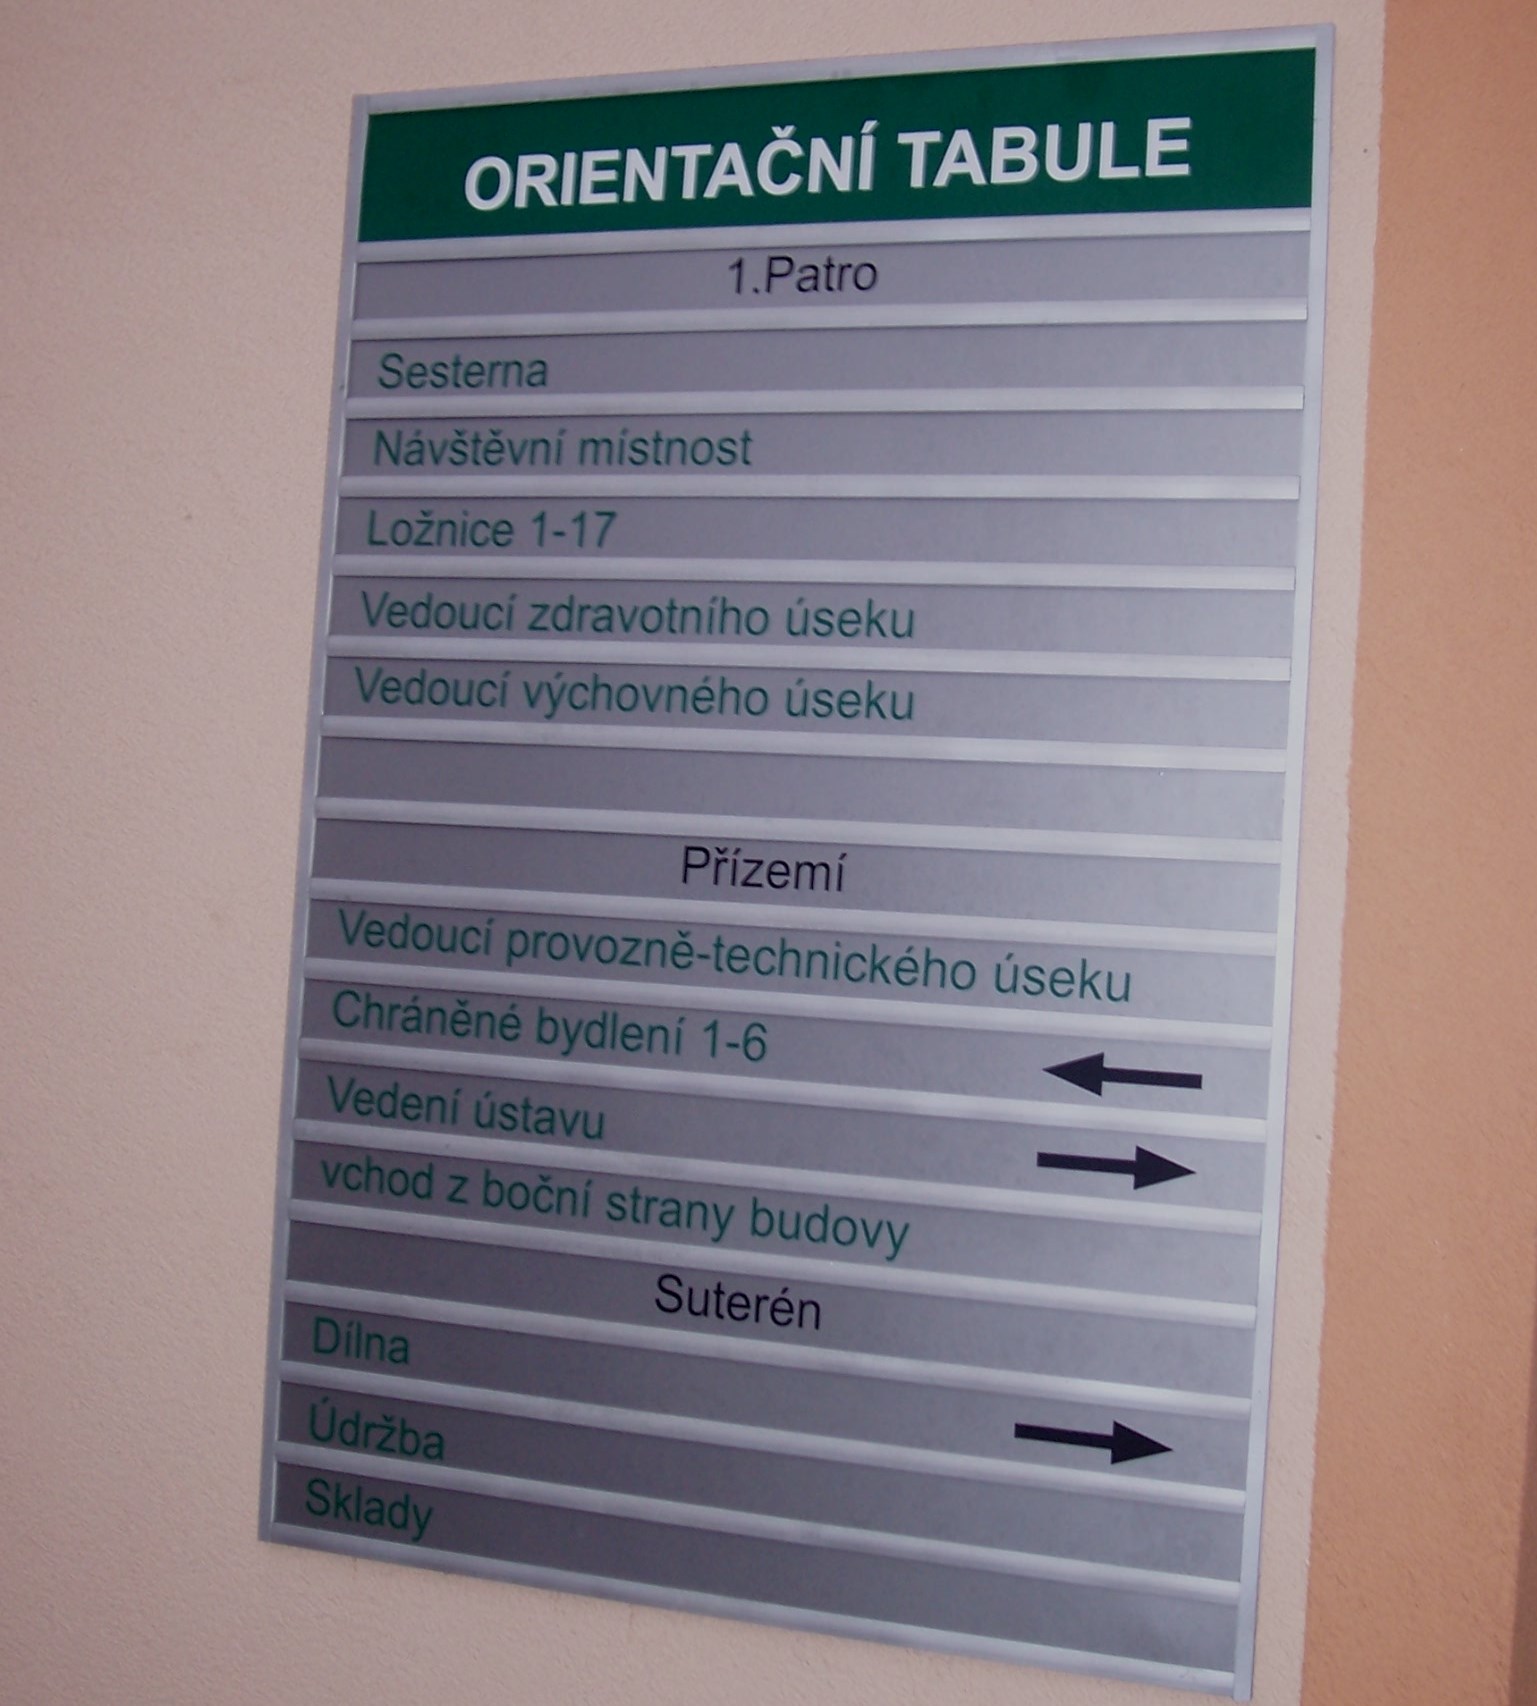 ORIENTAČNÍ TABULE
1.Patro
Sesterna
Návštěvní místnost
Ložnice 1-17
Vedoucí zdravotního úseku
Vedoucí výchovného úseku
Přízemí
Vedoucí provozně-technického úseku
Chráněné bydlení 1-6
Vedení ústavu
vchod z boční strany budovy
Suterén
Dílna
Údržba
Sklady